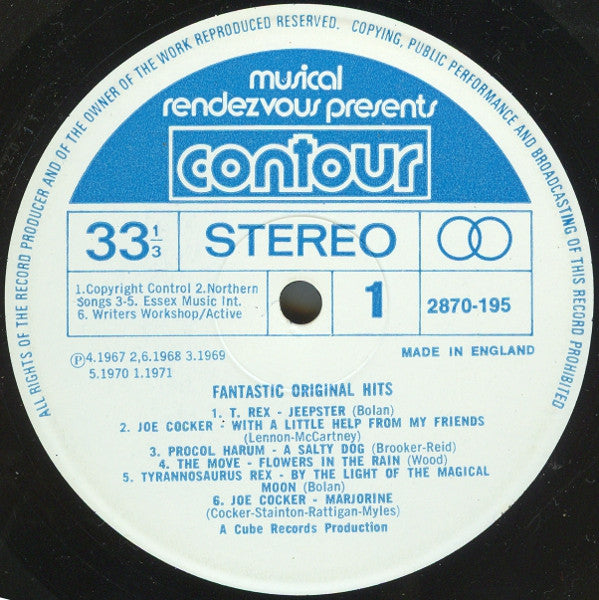 ALL RIGHTS OF THE RECORD PRODUCER AND OF THE OWNER OF THE WORK REPRODUCED RESERVED. COPYING, PUBLIC PERFORMANCE AND BROADCASTING OF THIS RECORD PROHIBITED
musical
rendezvous presents
contour
33 1/3 STEREO
1.Copyright Control 2.Northern
Songs 3-5. Essex Music Int.
6. Writers Workshop/Active
1
2870-195
Ⓟ4.1967 2,6.1968 3.1969
5.1970 1.1971
MADE IN ENGLAND
FANTASTIC ORIGINAL HITS
1. T. REX - JEEPSTER (Bolan)
2. JOE COCKER - WITH A LITTLE HELP FROM MY FRIENDS
(Lennon-McCartney)
3. PROCOL HARUM - A SALTY DOG (Brooker-Reid)
4. THE MOVE - FLOWERS IN THE RAIN (Wood)
5. TYRANNOSAURUS REX - BY THE LIGHT OF THE MAGICAL
MOON (Bolan)
6. JOE COCKER - MARJORINE
(Cocker-Stainton-Rattigan-Myles)
A Cube Records Production